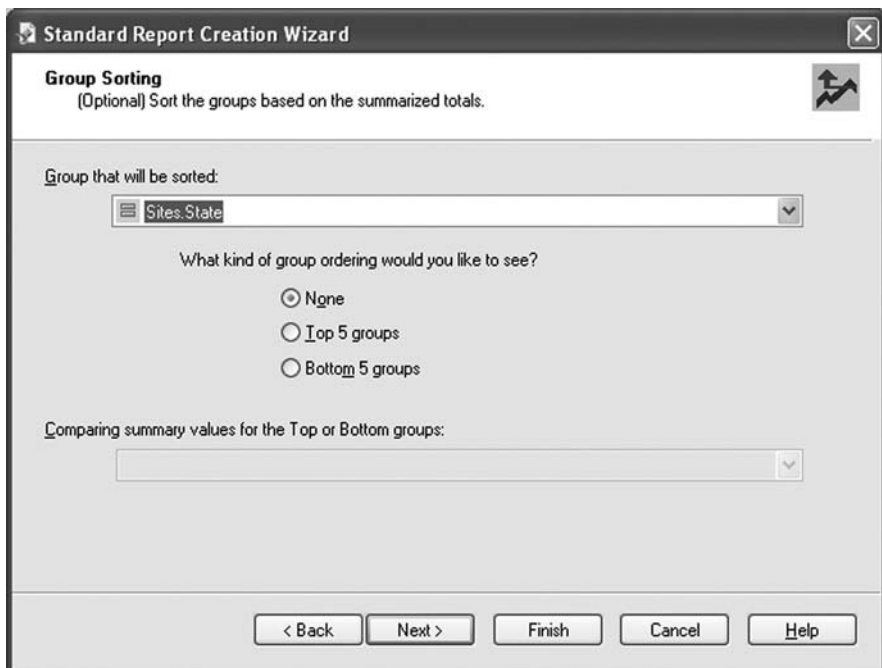 Standard Report Creation Wizard
Group Sorting
(Optional) Sort the groups based on the summarized totals.
Group that will be sorted:
Sites.State
What kind of group ordering would you like to see?
None
Top 5 groups
Bottom 5 groups
Comparing summary values for the Top or Bottom groups:
< Back Next > Finish Cancel Help